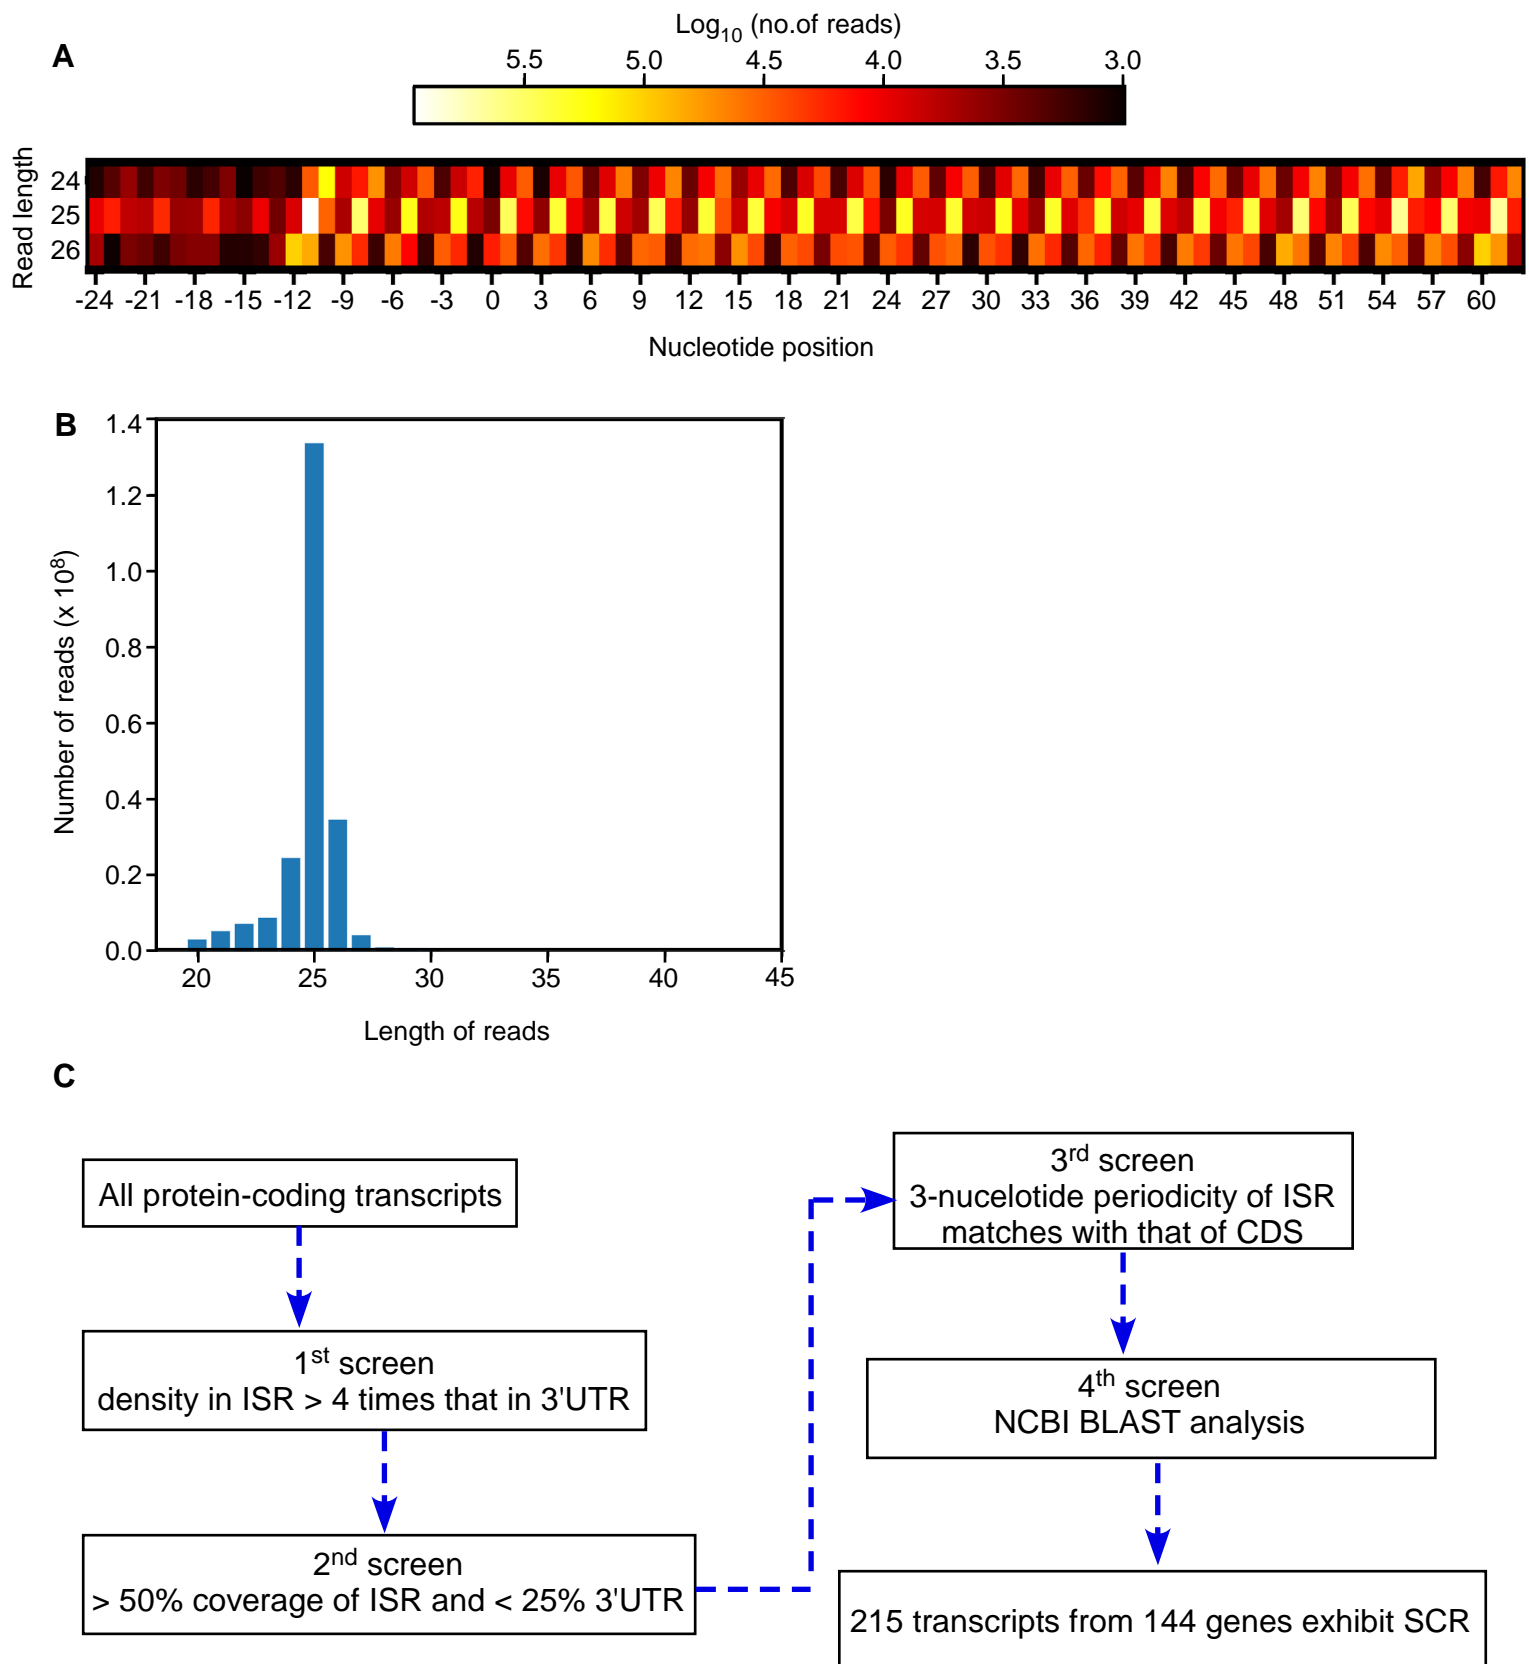 A
Log10 (no.of reads)
5.5 5.0 4.5 4.0 3.5 3.0
Read length
24
25
26
-24 -21 -18 -15 -12 -9 -6 -3 0 3 6 9 12 15 18 21 24 27 30 33 36 39 42 45 48 51 54 57 60
Nucleotide position
B
Number of reads (x 10^8)
1.4
1.2
1.0
0.8
0.6
0.4
0.2
0.0
20 25 30 35 40 45
Length of reads
C
All protein-coding transcripts
1st screen
density in ISR > 4 times that in 3'UTR
2nd screen
> 50% coverage of ISR and < 25% 3'UTR
3rd screen
3-nucelotide periodicity of ISR
matches with that of CDS
4th screen
NCBI BLAST analysis
215 transcripts from 144 genes exhibit SCR